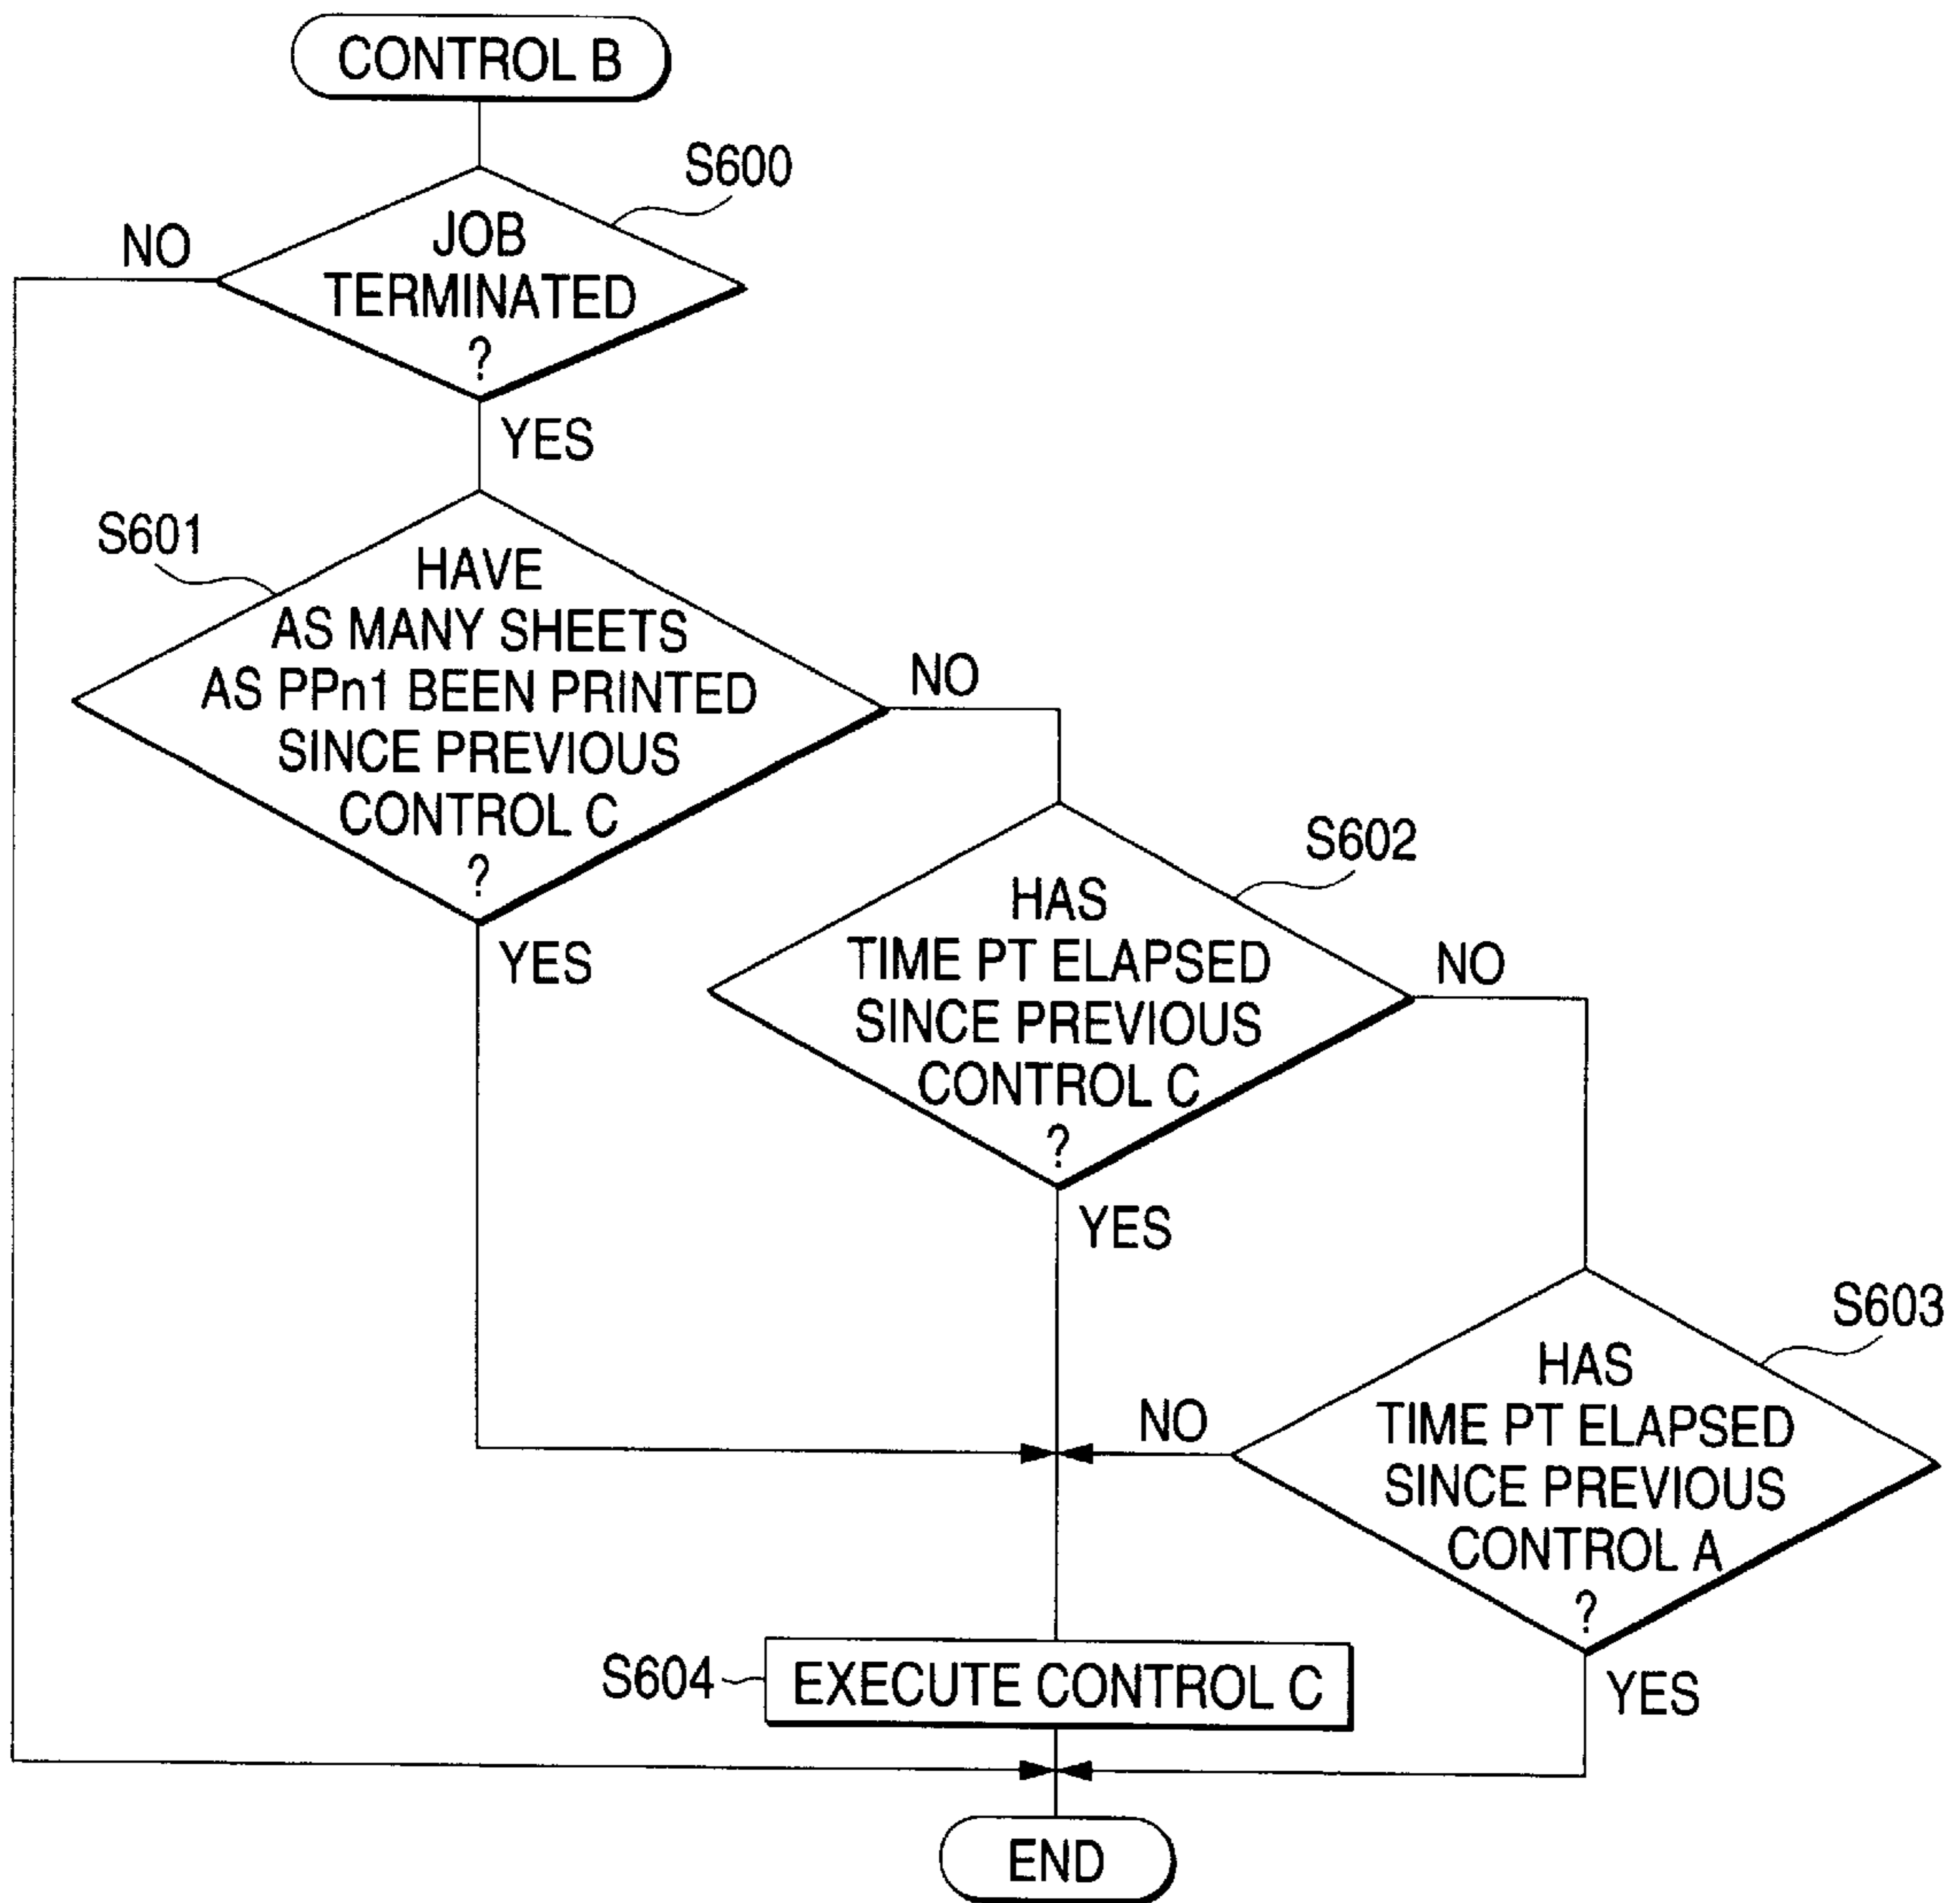 CONTROL B
S600
NO
JOB
TERMINATED
?
YES
S601
HAVE
AS MANY SHEETS
AS PPn1 BEEN PRINTED
SINCE PREVIOUS
CONTROL C
?
NO
YES
S602
HAS
TIME PT ELAPSED
SINCE PREVIOUS
CONTROL C
?
NO
YES
S603
HAS
TIME PT ELAPSED
SINCE PREVIOUS
CONTROL A
?
NO
YES
S604
EXECUTE CONTROL C
END